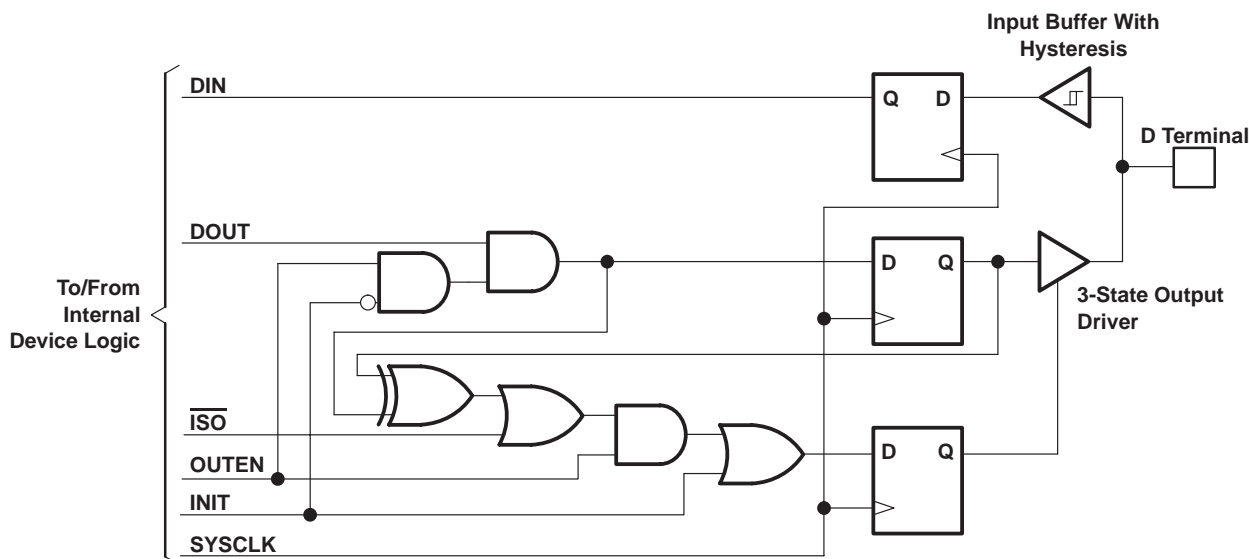 Input Buffer With
Hysteresis
DIN
Q D
D Terminal
DOUT
D Q
To/From
Internal
Device Logic
3-State Output
Driver
I̅S̅O̅
D Q
OUTEN
INIT
SYSCLK